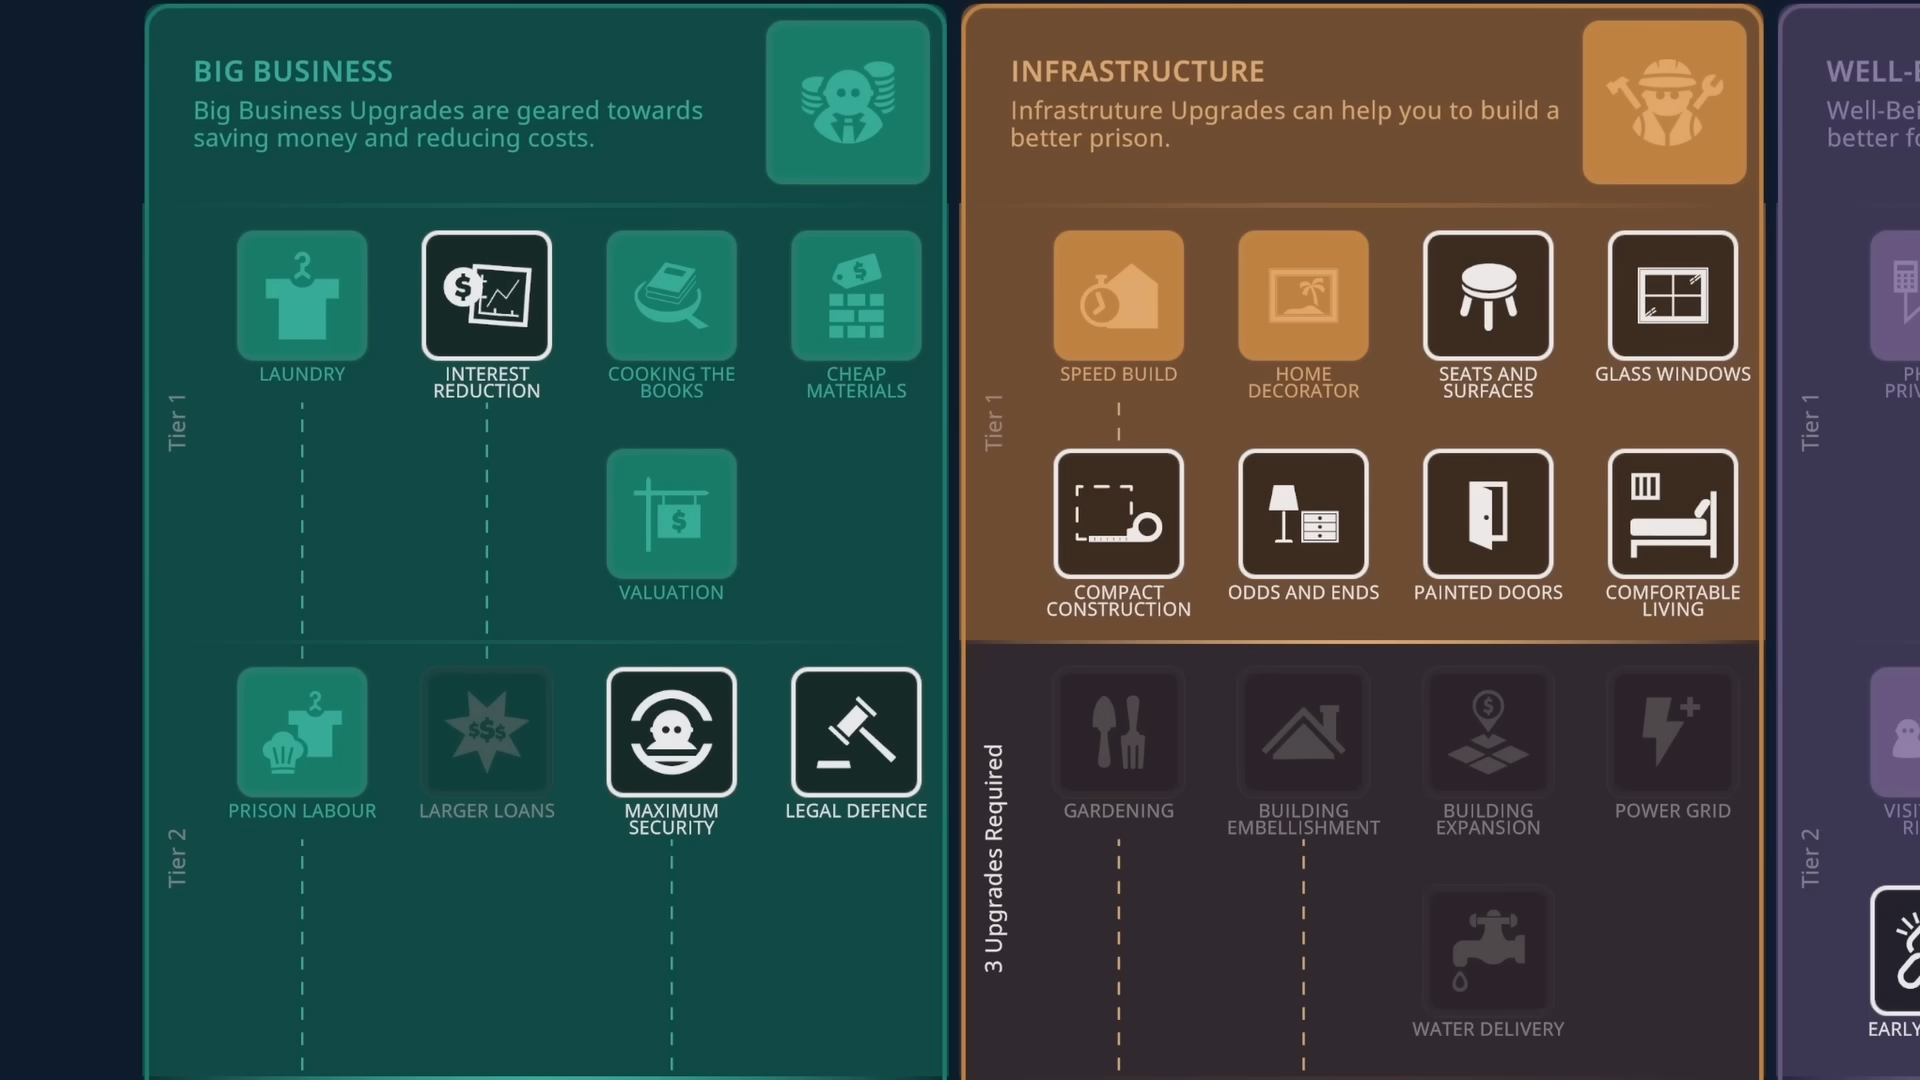 BIG BUSINESS
Big Business Upgrades are geared towards
saving money and reducing costs.
Tier 1
LAUNDRY
INTEREST
REDUCTION
COOKING THE
BOOKS
CHEAP
MATERIALS
VALUATION
Tier 2
PRISON LABOUR
LARGER LOANS
MAXIMUM
SECURITY
LEGAL DEFENCE
INFRASTRUCTURE
Infrastruture Upgrades can help you to build a
better prison.
Tier 1
SPEED BUILD
HOME
DECORATOR
SEATS AND
SURFACES
GLASS WINDOWS
COMPACT
CONSTRUCTION
ODDS AND ENDS
PAINTED DOORS
COMFORTABLE
LIVING
3 Upgrades Required
GARDENING
BUILDING
EMBELLISHMENT
BUILDING
EXPANSION
POWER GRID
WATER DELIVERY
WELL-
Well-
better
Tier 1
Tier 2
EARLY